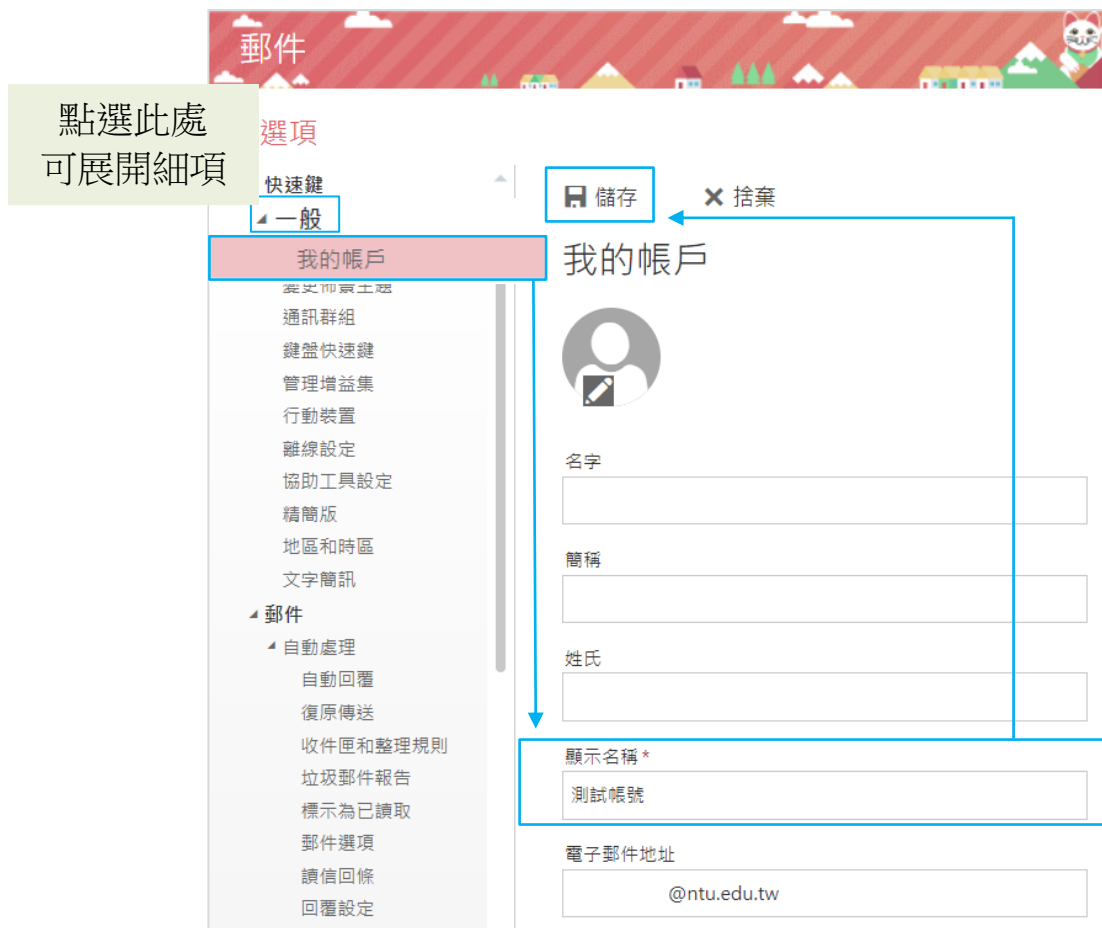 郵件
點選此處
可展開細項
選項
快速鍵
一般
我的帳戶
變更佈景主題
通訊群組
鍵盤快速鍵
管理增益集
行動裝置
離線設定
協助工具設定
精簡版
地區和時區
文字簡訊
郵件
自動處理
自動回覆
復原傳送
收件匣和整理規則
垃圾郵件報告
標示為已讀取
郵件選項
讀信回條
回覆設定
儲存
捨棄
我的帳戶
名字
簡稱
姓氏
顯示名稱*
測試帳號
電子郵件地址
@ntu.edu.tw